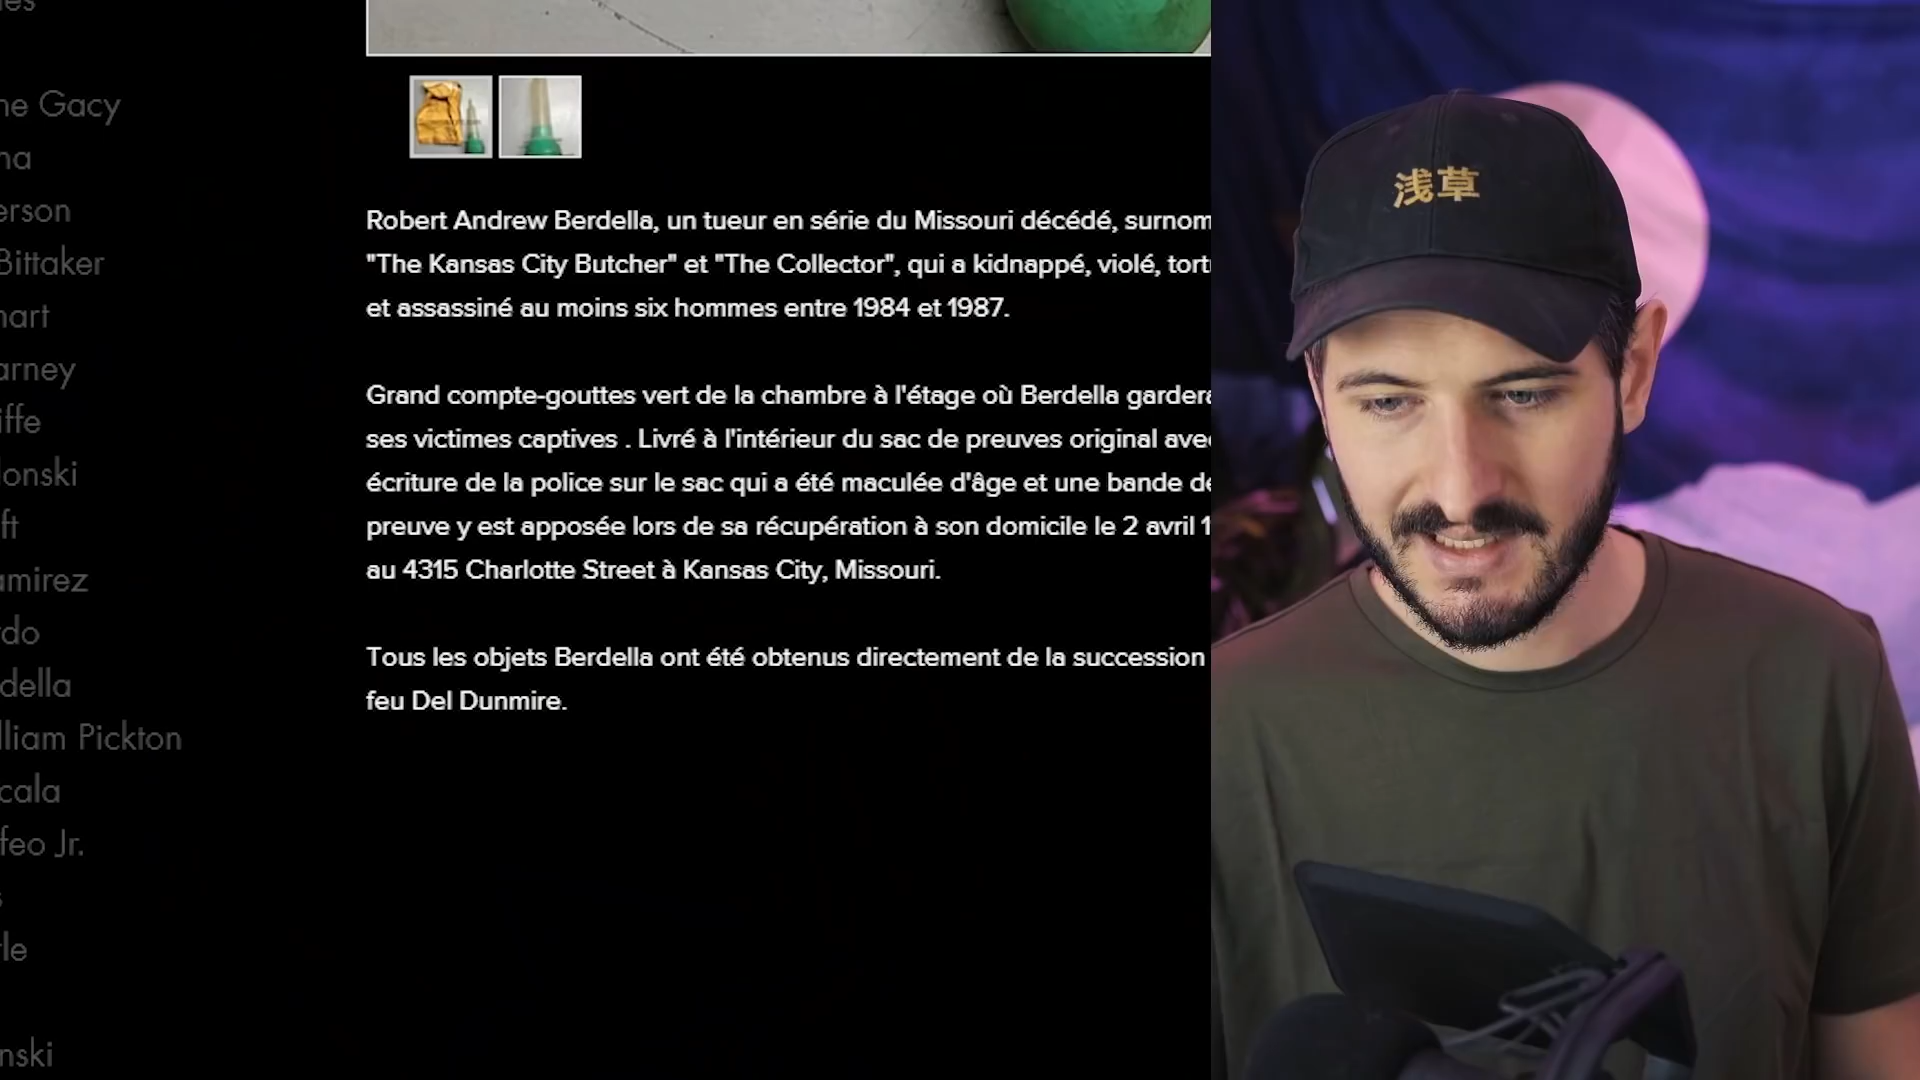 ne Gacy
na
erson
Bittaker
hart
arney
iffe
lonski
ft
amirez
rdo
della
lliam Pickton
cala
feo Jr.
tle
nski
Robert Andrew Berdella, un tueur en série du Missouri décédé, surnom
"The Kansas City Butcher" et "The Collector", qui a kidnappé, violé, tort
et assassiné au moins six hommes entre 1984 et 1987.
Grand compte-gouttes vert de la chambre à l'étage où Berdella garder
ses victimes captives . Livré à l'intérieur du sac de preuves original ave
écriture de la police sur le sac qui a été maculée d'âge et une bande de
preuve y est apposée lors de sa récupération à son domicile le 2 avril 1
au 4315 Charlotte Street à Kansas City, Missouri.
Tous les objets Berdella ont été obtenus directement de la succession
feu Del Dunmire.
浅草